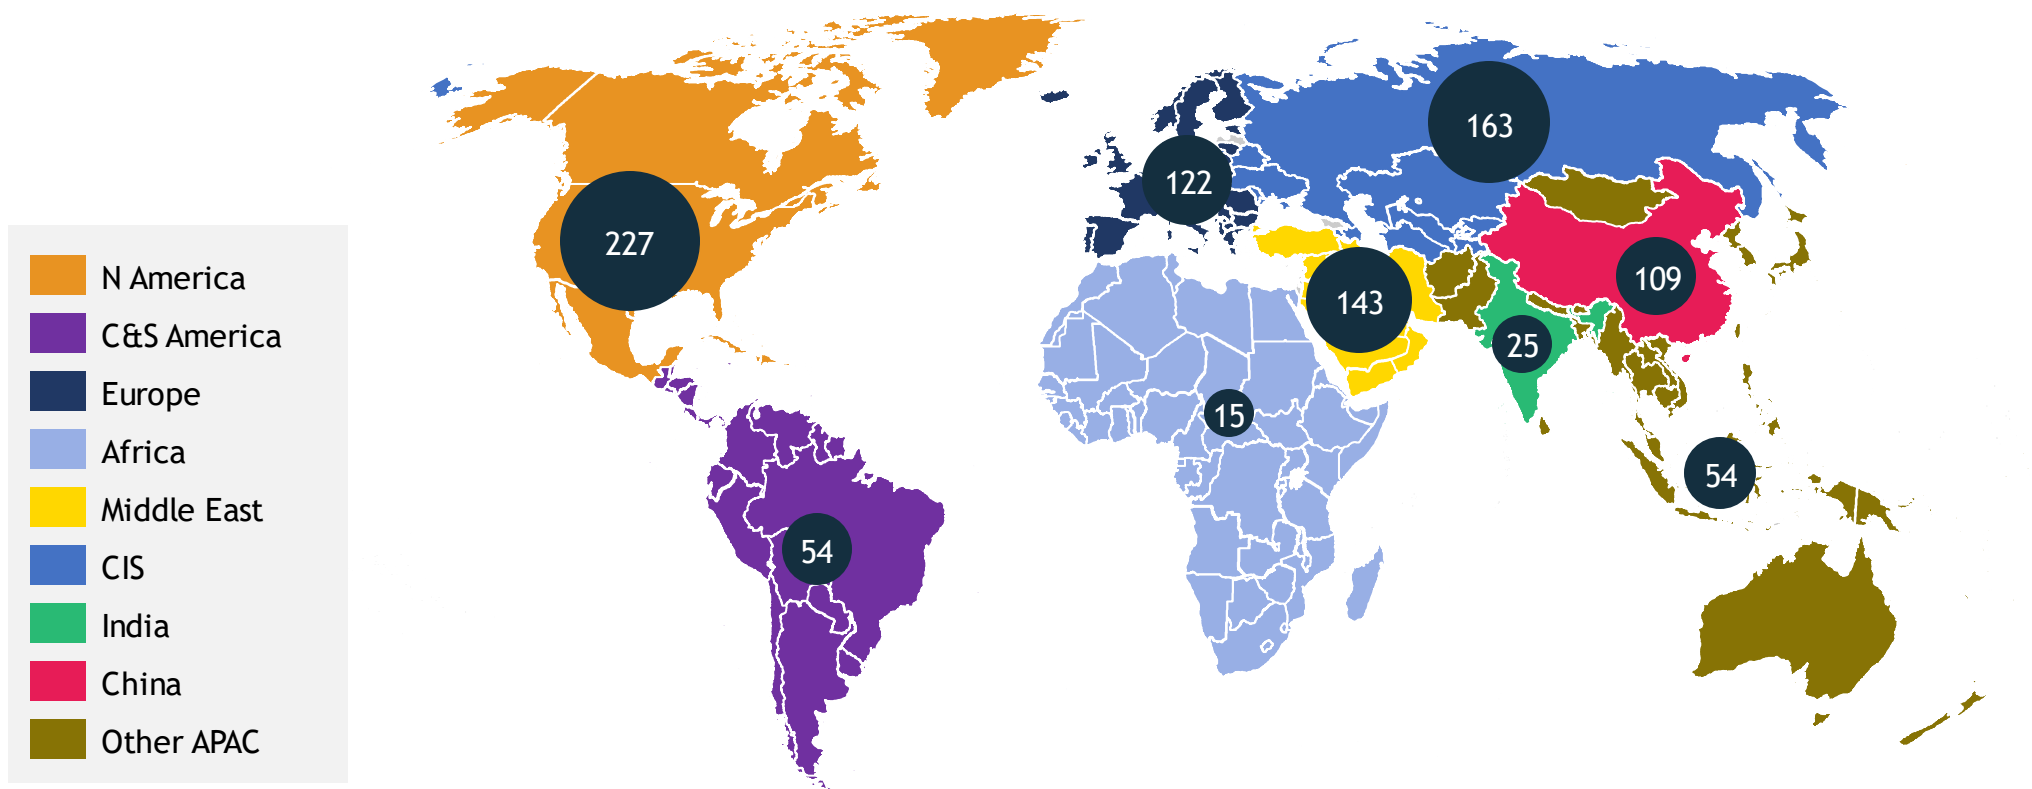 N America
C&S America
Europe
Africa
Middle East
CIS
India
China
Other APAC
227
163
122
109
143
25
15
54
54